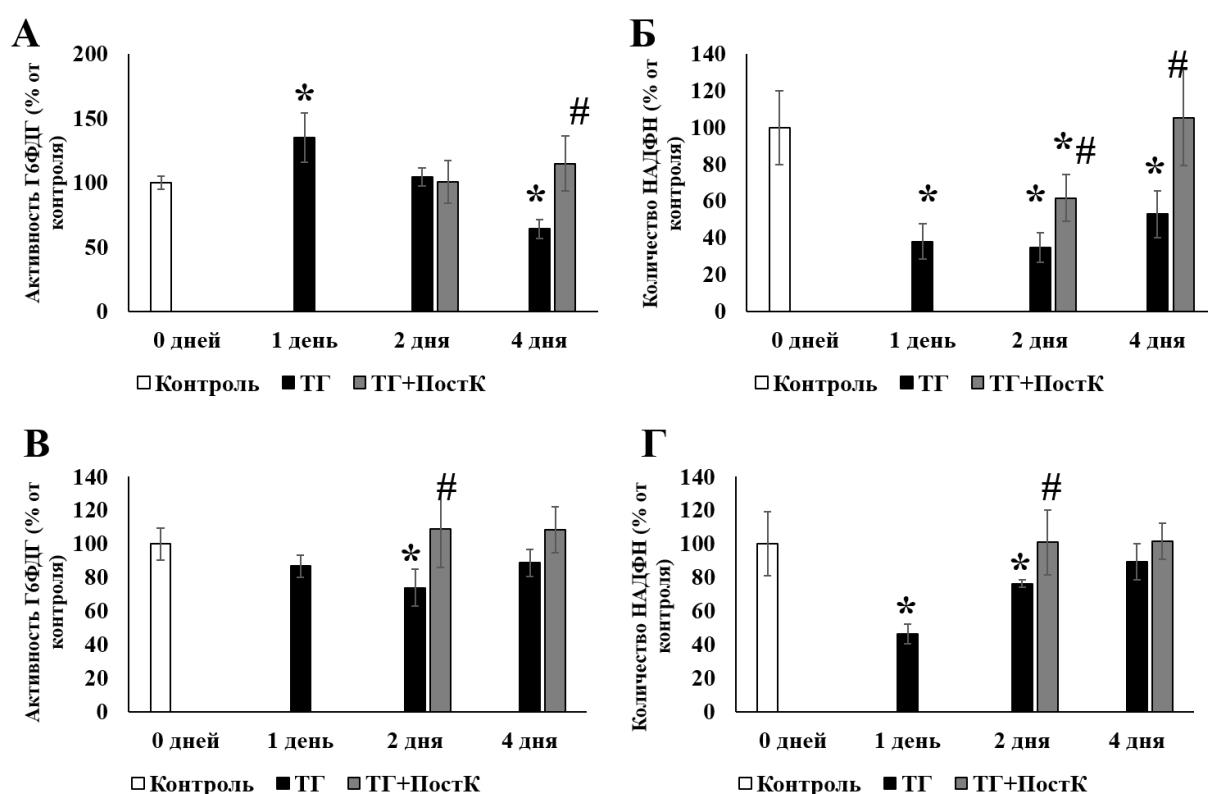 А
Активность Г6ФДГ (% от
контроля)
200
150
100
50
0
*
*
#
0 дней 1 день 2 дня 4 дня
Контроль ТГ ТГ+ПостК
Б
Количество НАДФН (% от
контроля)
140
120
100
80
60
40
20
0
*
*
*
#
*
#
0 дней 1 день 2 дня 4 дня
Контроль ТГ ТГ+ПостК
В
Активность Г6ФДГ (% от
контроля)
140
120
100
80
60
40
20
0
*
#
0 дней 1 день 2 дня 4 дня
Контроль ТГ ТГ+ПостК
Г
Количество НАДФН (% от
контроля)
140
120
100
80
60
40
20
0
*
*
#
0 дней 1 день 2 дня 4 дня
Контроль ТГ ТГ+ПостК